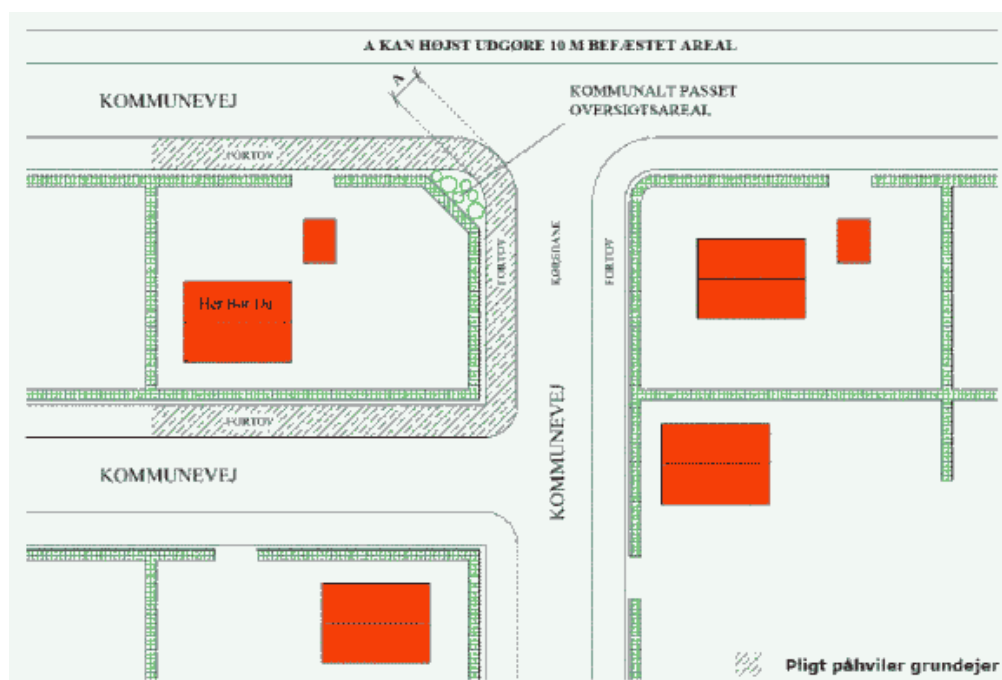 A KAN HØJST UDGØRE 10 M BEFÆSTET AREAL
A
KOMMUNEVEJ
KOMMUNALT PASSET
OVERSIGTSAREAL
FORTOV
FORTOV
KØREBANE
FORTOV
Her Bor Du
FORTOV
KOMMUNEVEJ
KOMMUNEVEJ
Pligt påhviler grundejer